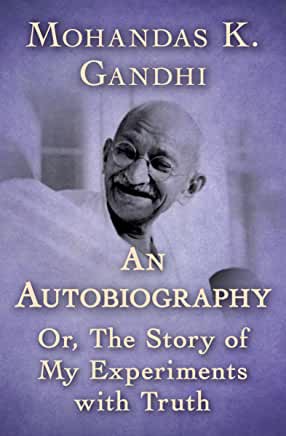 MOHANDAS K.
GANDHI
AN
AUTOBIOGRAPHY
Or, The Story of
My Experiments
with Truth